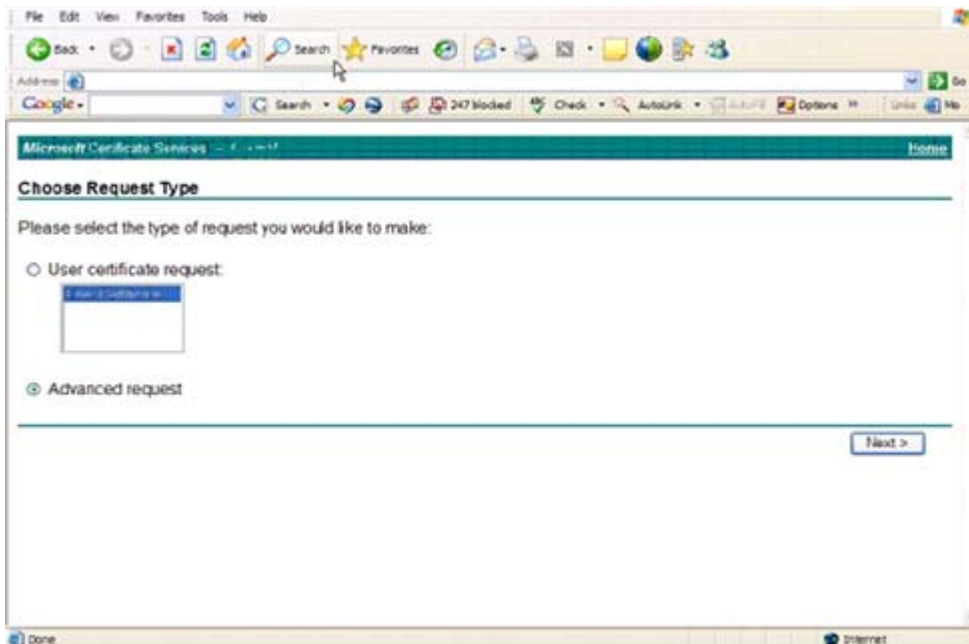 File Edit View Favorites Tools Help
Back Search Favorites
Address Go
Google Search 247 blocked Check AutoLink AutoFill Options Links
Microsoft Certificate Services --
Home
Choose Request Type
Please select the type of request you would like to make:
User certificate request:
Advanced request
Next >
Done Internet